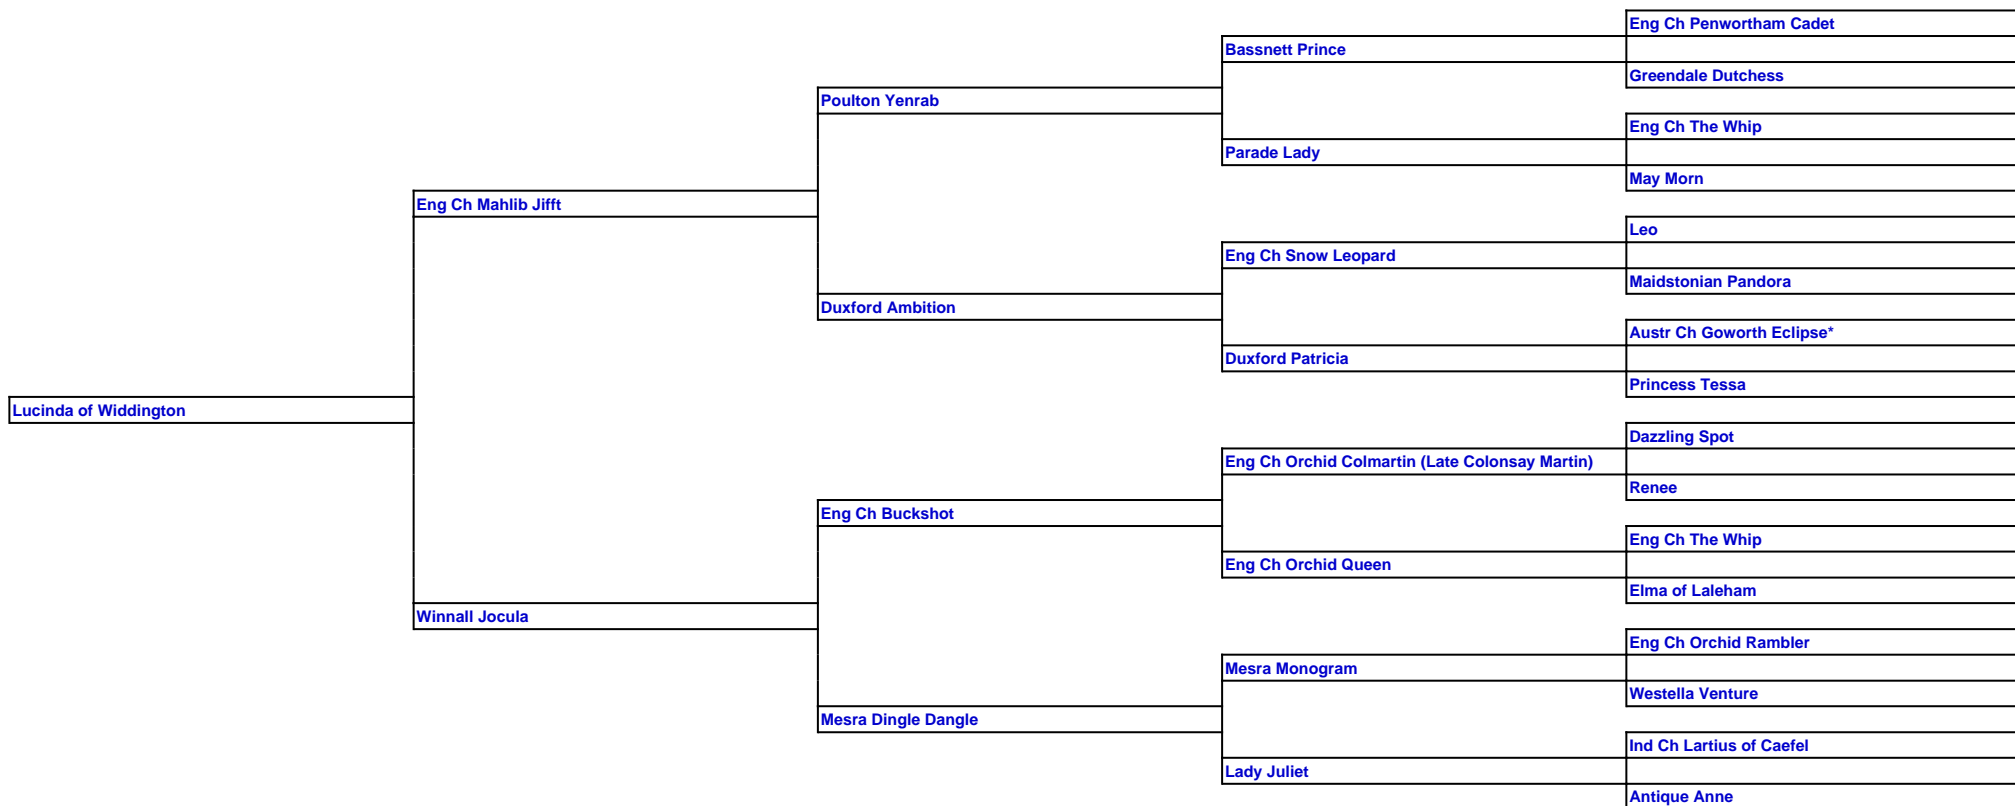 Eng Ch Penwortham Cadet
Bassnett Prince
Greendale Dutchess
Poulton Yenrab
Eng Ch The Whip
Parade Lady
May Morn
Eng Ch Mahlib Jifft
Leo
Eng Ch Snow Leopard
Maidstonian Pandora
Duxford Ambition
Austr Ch Goworth Eclipse*
Duxford Patricia
Princess Tessa
Lucinda of Widdington
Dazzling Spot
Eng Ch Orchid Colmartin (Late Colonsay Martin)
Renee
Eng Ch Buckshot
Eng Ch The Whip
Eng Ch Orchid Queen
Elma of Laleham
Winnall Jocula
Eng Ch Orchid Rambler
Mesra Monogram
Westella Venture
Mesra Dingle Dangle
Ind Ch Lartius of Caefel
Lady Juliet
Antique Anne